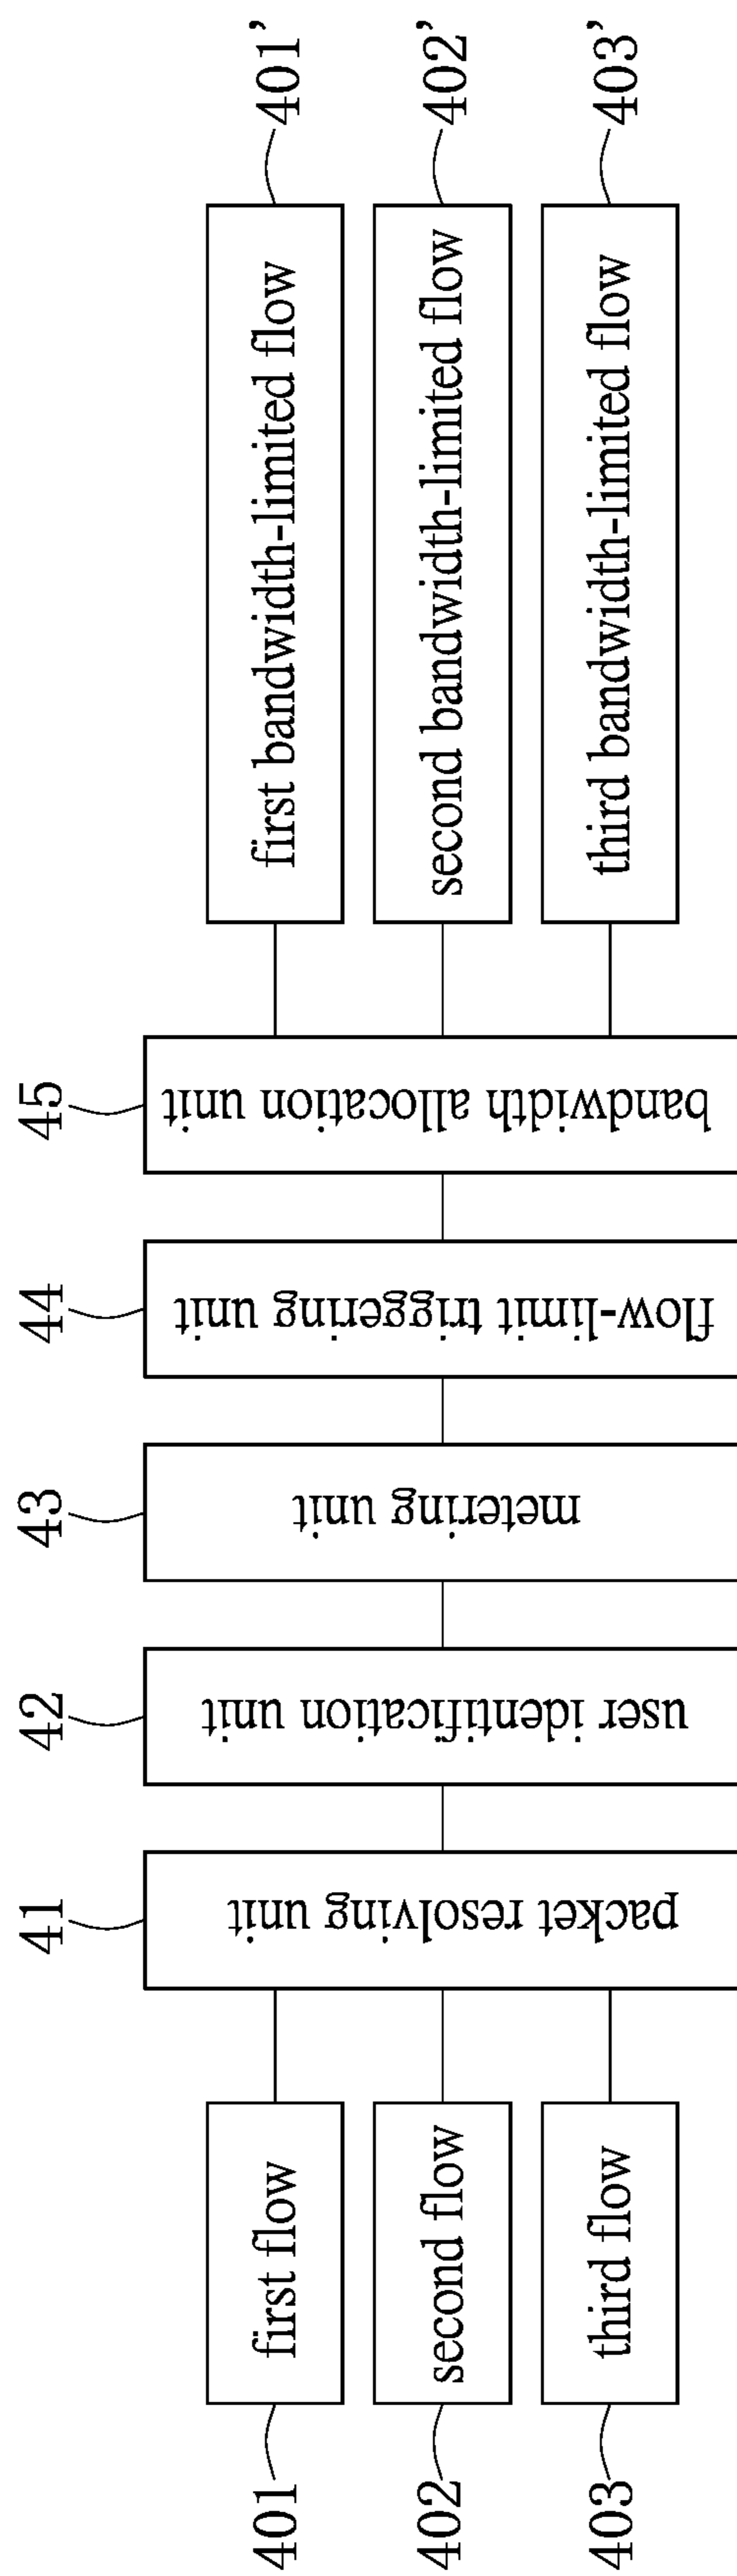 401
first flow
402
second flow
403
third flow
41
packet resolving unit
42
user identification unit
43
metering unit
44
flow-limit triggering unit
45
bandwidth allocation unit
first bandwidth-limited flow
401’
second bandwidth-limited flow
402’
third bandwidth-limited flow
403’